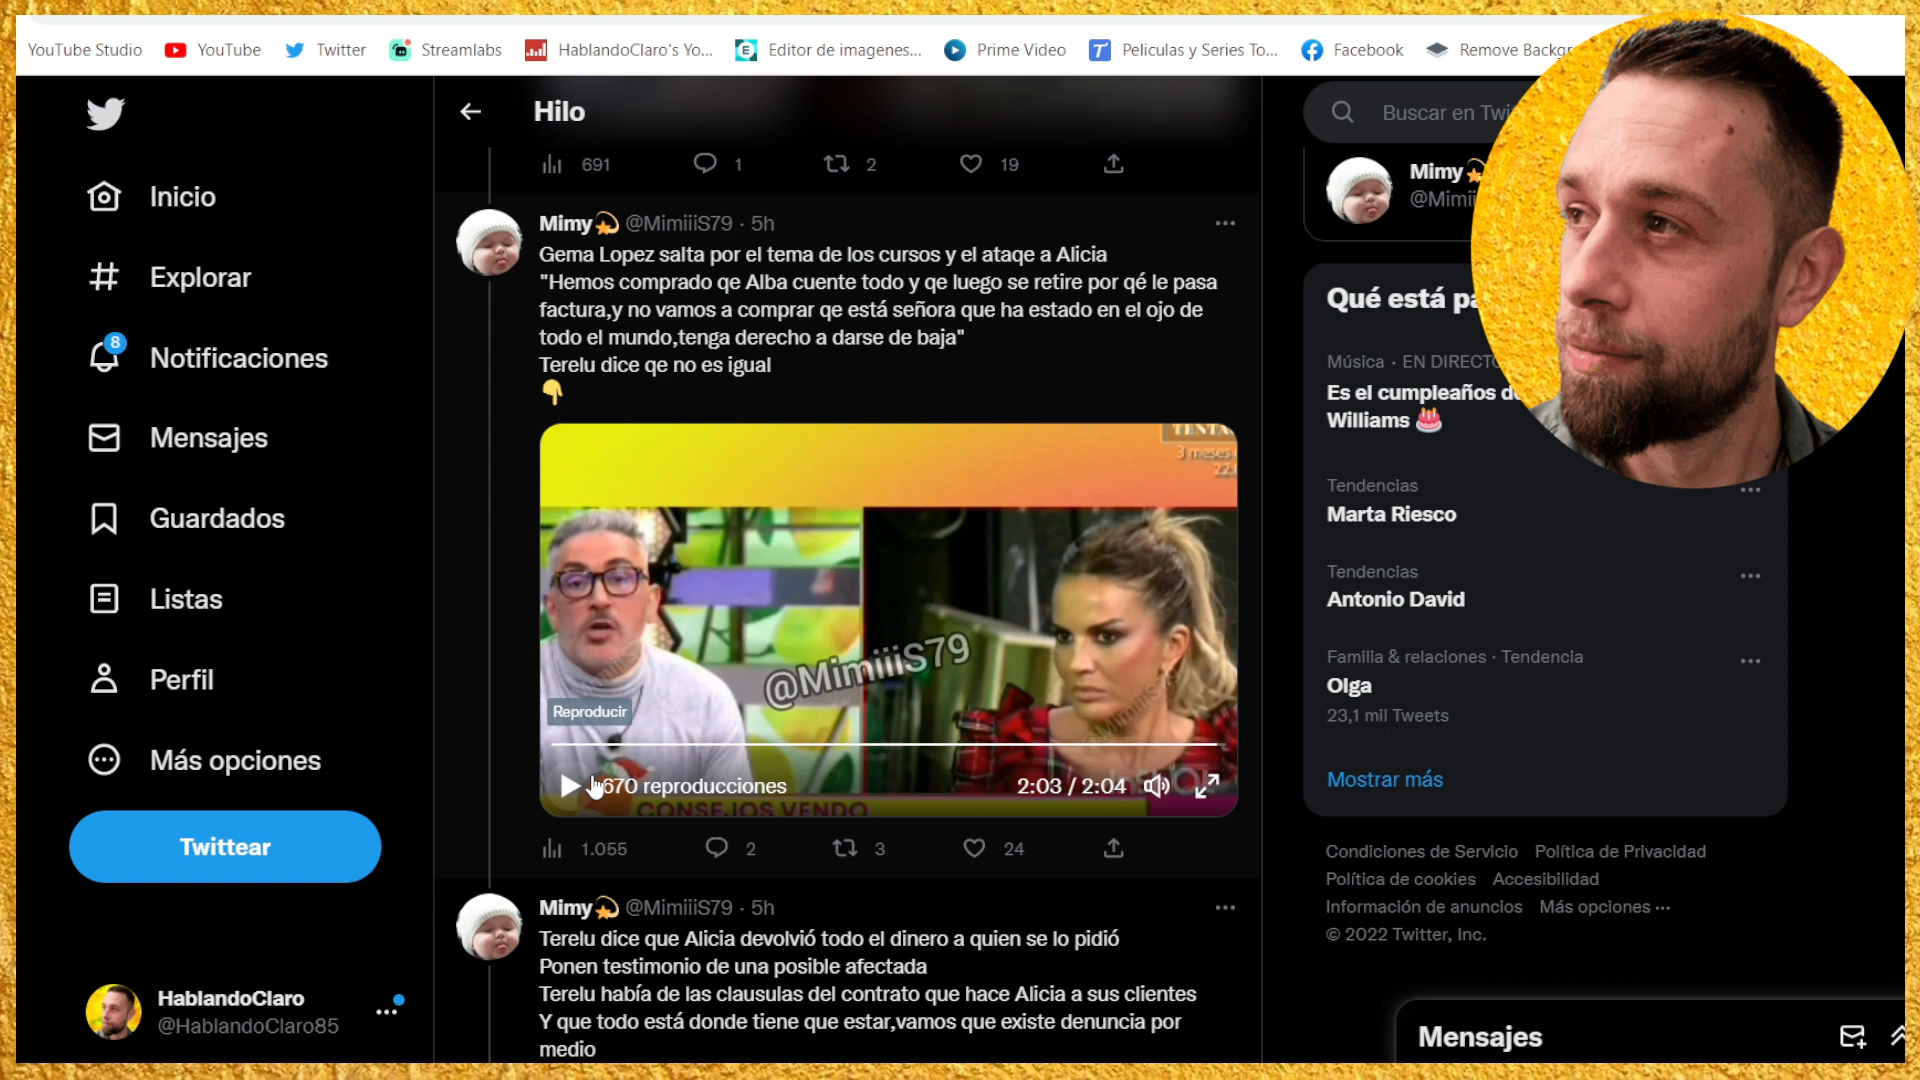 YouTube Studio YouTube Twitter Streamlabs HablandoClaro's Yo... Editor de imagenes... Prime Video Peliculas y Series To... Facebook Remove Backgr
Hilo
Buscar en Twi
Inicio
Explorar
8
Notificaciones
Mensajes
Guardados
Listas
Perfil
Más opciones
Twittear
HablandoClaro
@HablandoClaro85
691 1 2 19
Mimy @MimiiiS79 · 5h
Gema Lopez salta por el tema de los cursos y el ataqe a Alicia
"Hemos comprado qe Alba cuente todo y qe luego se retire por qé le pasa
factura,y no vamos a comprar qe está señora que ha estado en el ojo de
todo el mundo,tenga derecho a darse de baja"
Terelu dice qe no es igual
3 meses
22:
@MimiiiS79
Reproducir
670 reproducciones
2:03 / 2:04
CONSEJOS VENDO
1.055 2 3 24
Mimy @MimiiiS79 · 5h
Terelu dice que Alicia devolvió todo el dinero a quien se lo pidió
Ponen testimonio de una posible afectada
Terelu había de las clausulas del contrato que hace Alicia a sus clientes
Y que todo está donde tiene que estar,vamos que existe denuncia por
medio
Mimy
@Mimii
Qué está pa
Música · EN DIRECTO
Es el cumpleaños de
Williams
Tendencias
Marta Riesco
Tendencias
Antonio David
Familia & relaciones · Tendencia
Olga
23,1 mil Tweets
Mostrar más
Condiciones de Servicio Política de Privacidad
Política de cookies Accesibilidad
Información de anuncios Más opciones ...
© 2022 Twitter, Inc.
Mensajes